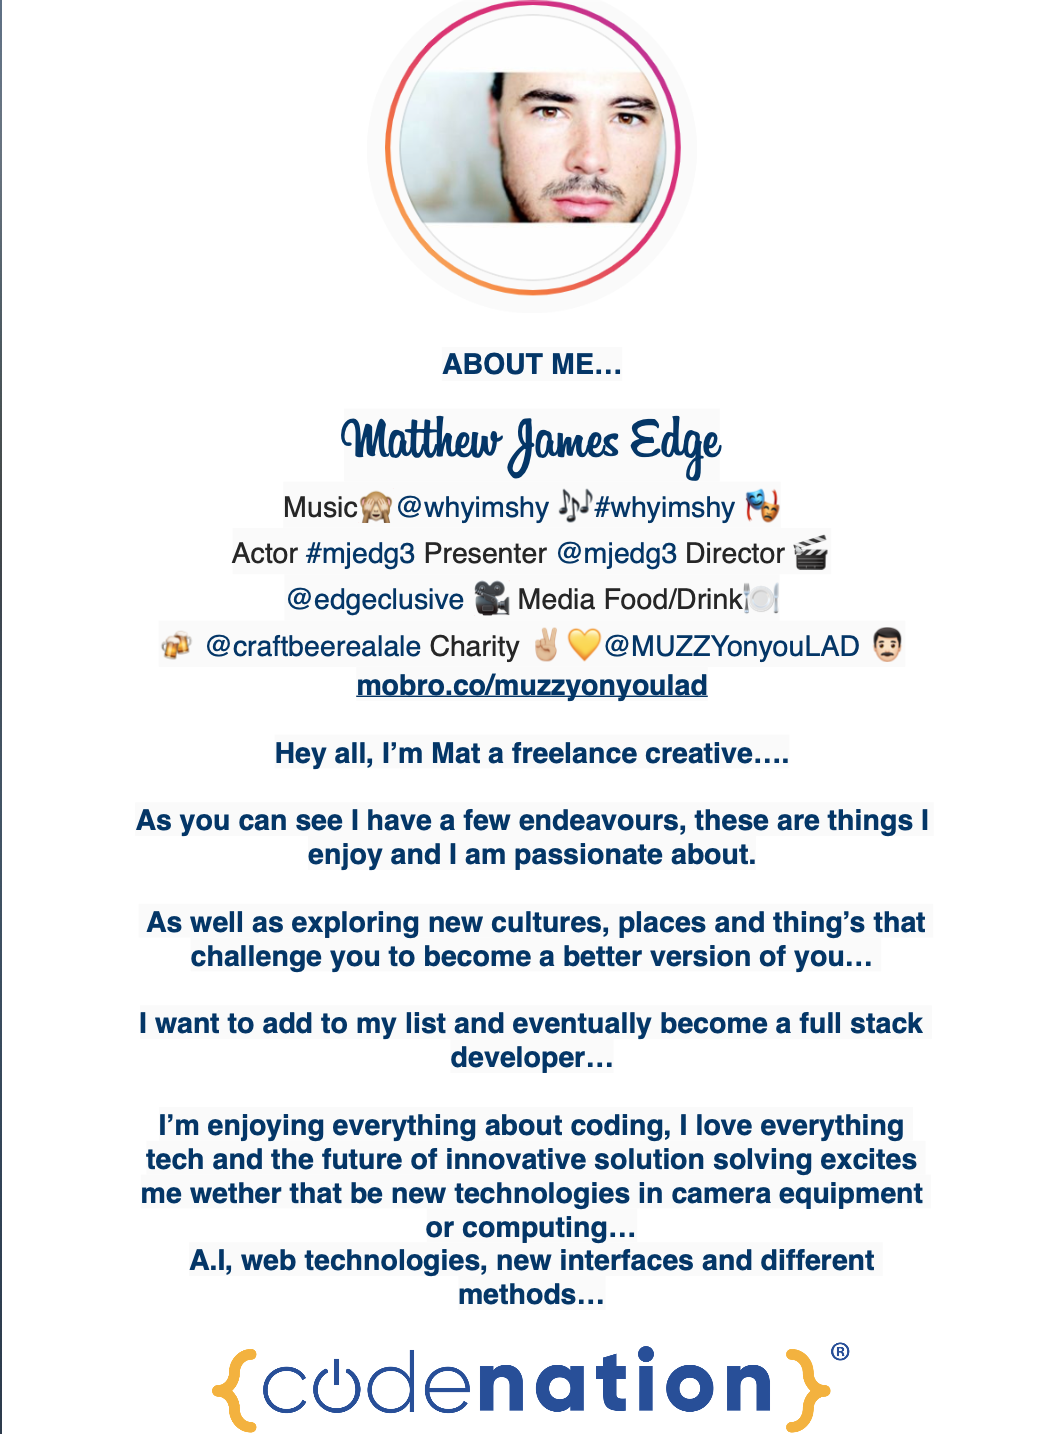 ABOUT ME...
Matthew James Edge
Music🙈@whyimshy 🎶#whyimshy 🎭
Actor #mjedg3 Presenter @mjedg3 Director 🎬
@edgeclusive 🎥 Media Food/Drink🍽
🍻 @craftbeerealale Charity ✌🏼💛@MUZZYonyouLAD 👨🏻
mobro.co/muzzyonyoulad
Hey all, I’m Mat a freelance creative….
As you can see I have a few endeavours, these are things I
enjoy and I am passionate about.
As well as exploring new cultures, places and thing’s that
challenge you to become a better version of you…
I want to add to my list and eventually become a full stack
developer…
I’m enjoying everything about coding, I love everything
tech and the future of innovative solution solving excites
me wether that be new technologies in camera equipment
or computing…
A.I, web technologies, new interfaces and different
methods…
{codenation}®